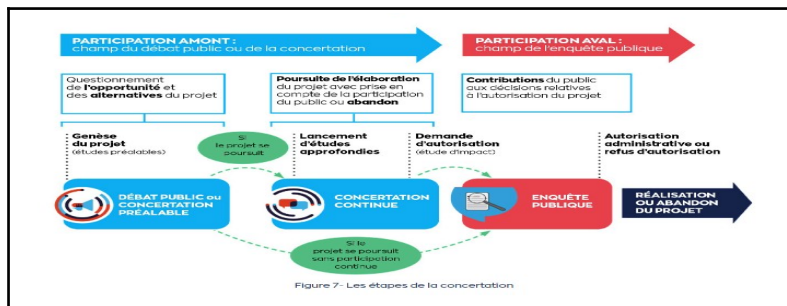 PARTICIPATION AMONT :
champ du débat public ou de la concertation
PARTICIPATION AVAL :
champ de l'enquête publique
Questionnement
de l'opportunité et
des alternatives du projet
Poursuite de l'élaboration
du projet avec prise en
compte de la participation
du public ou abandon
Contributions du public
aux décisions relatives
à l'autorisation du projet
Genèse
du projet
(études préalables)
Si
le projet se
poursuit
Lancement
d'études
approfondies
Demande
d'autorisation
(étude d'impact)
Autorisation
administrative ou
refus d'autorisation
DÉBAT PUBLIC ou
CONCERTATION
PRÉALABLE
CONCERTATION
CONTINUE
ENQUÊTE
PUBLIQUE
RÉALISATION
OU ABANDON
DU PROJET
Si le
projet se poursuit
sans participation
continue
Figure 7- Les étapes de la concertation